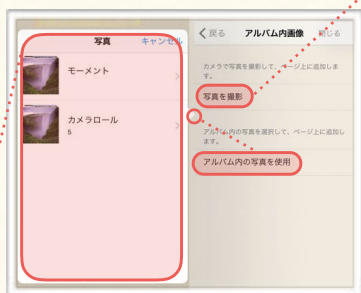 写真
キャンセル
モーメント
カメラロール
5
戻る
アルバム内画像
閉じる
カメラで写真を撮影して、ページ上に追加しま
す。
写真を撮影
アルバム内の写真を選択して、ページ上に追加し
ます。
アルバム内の写真を使用